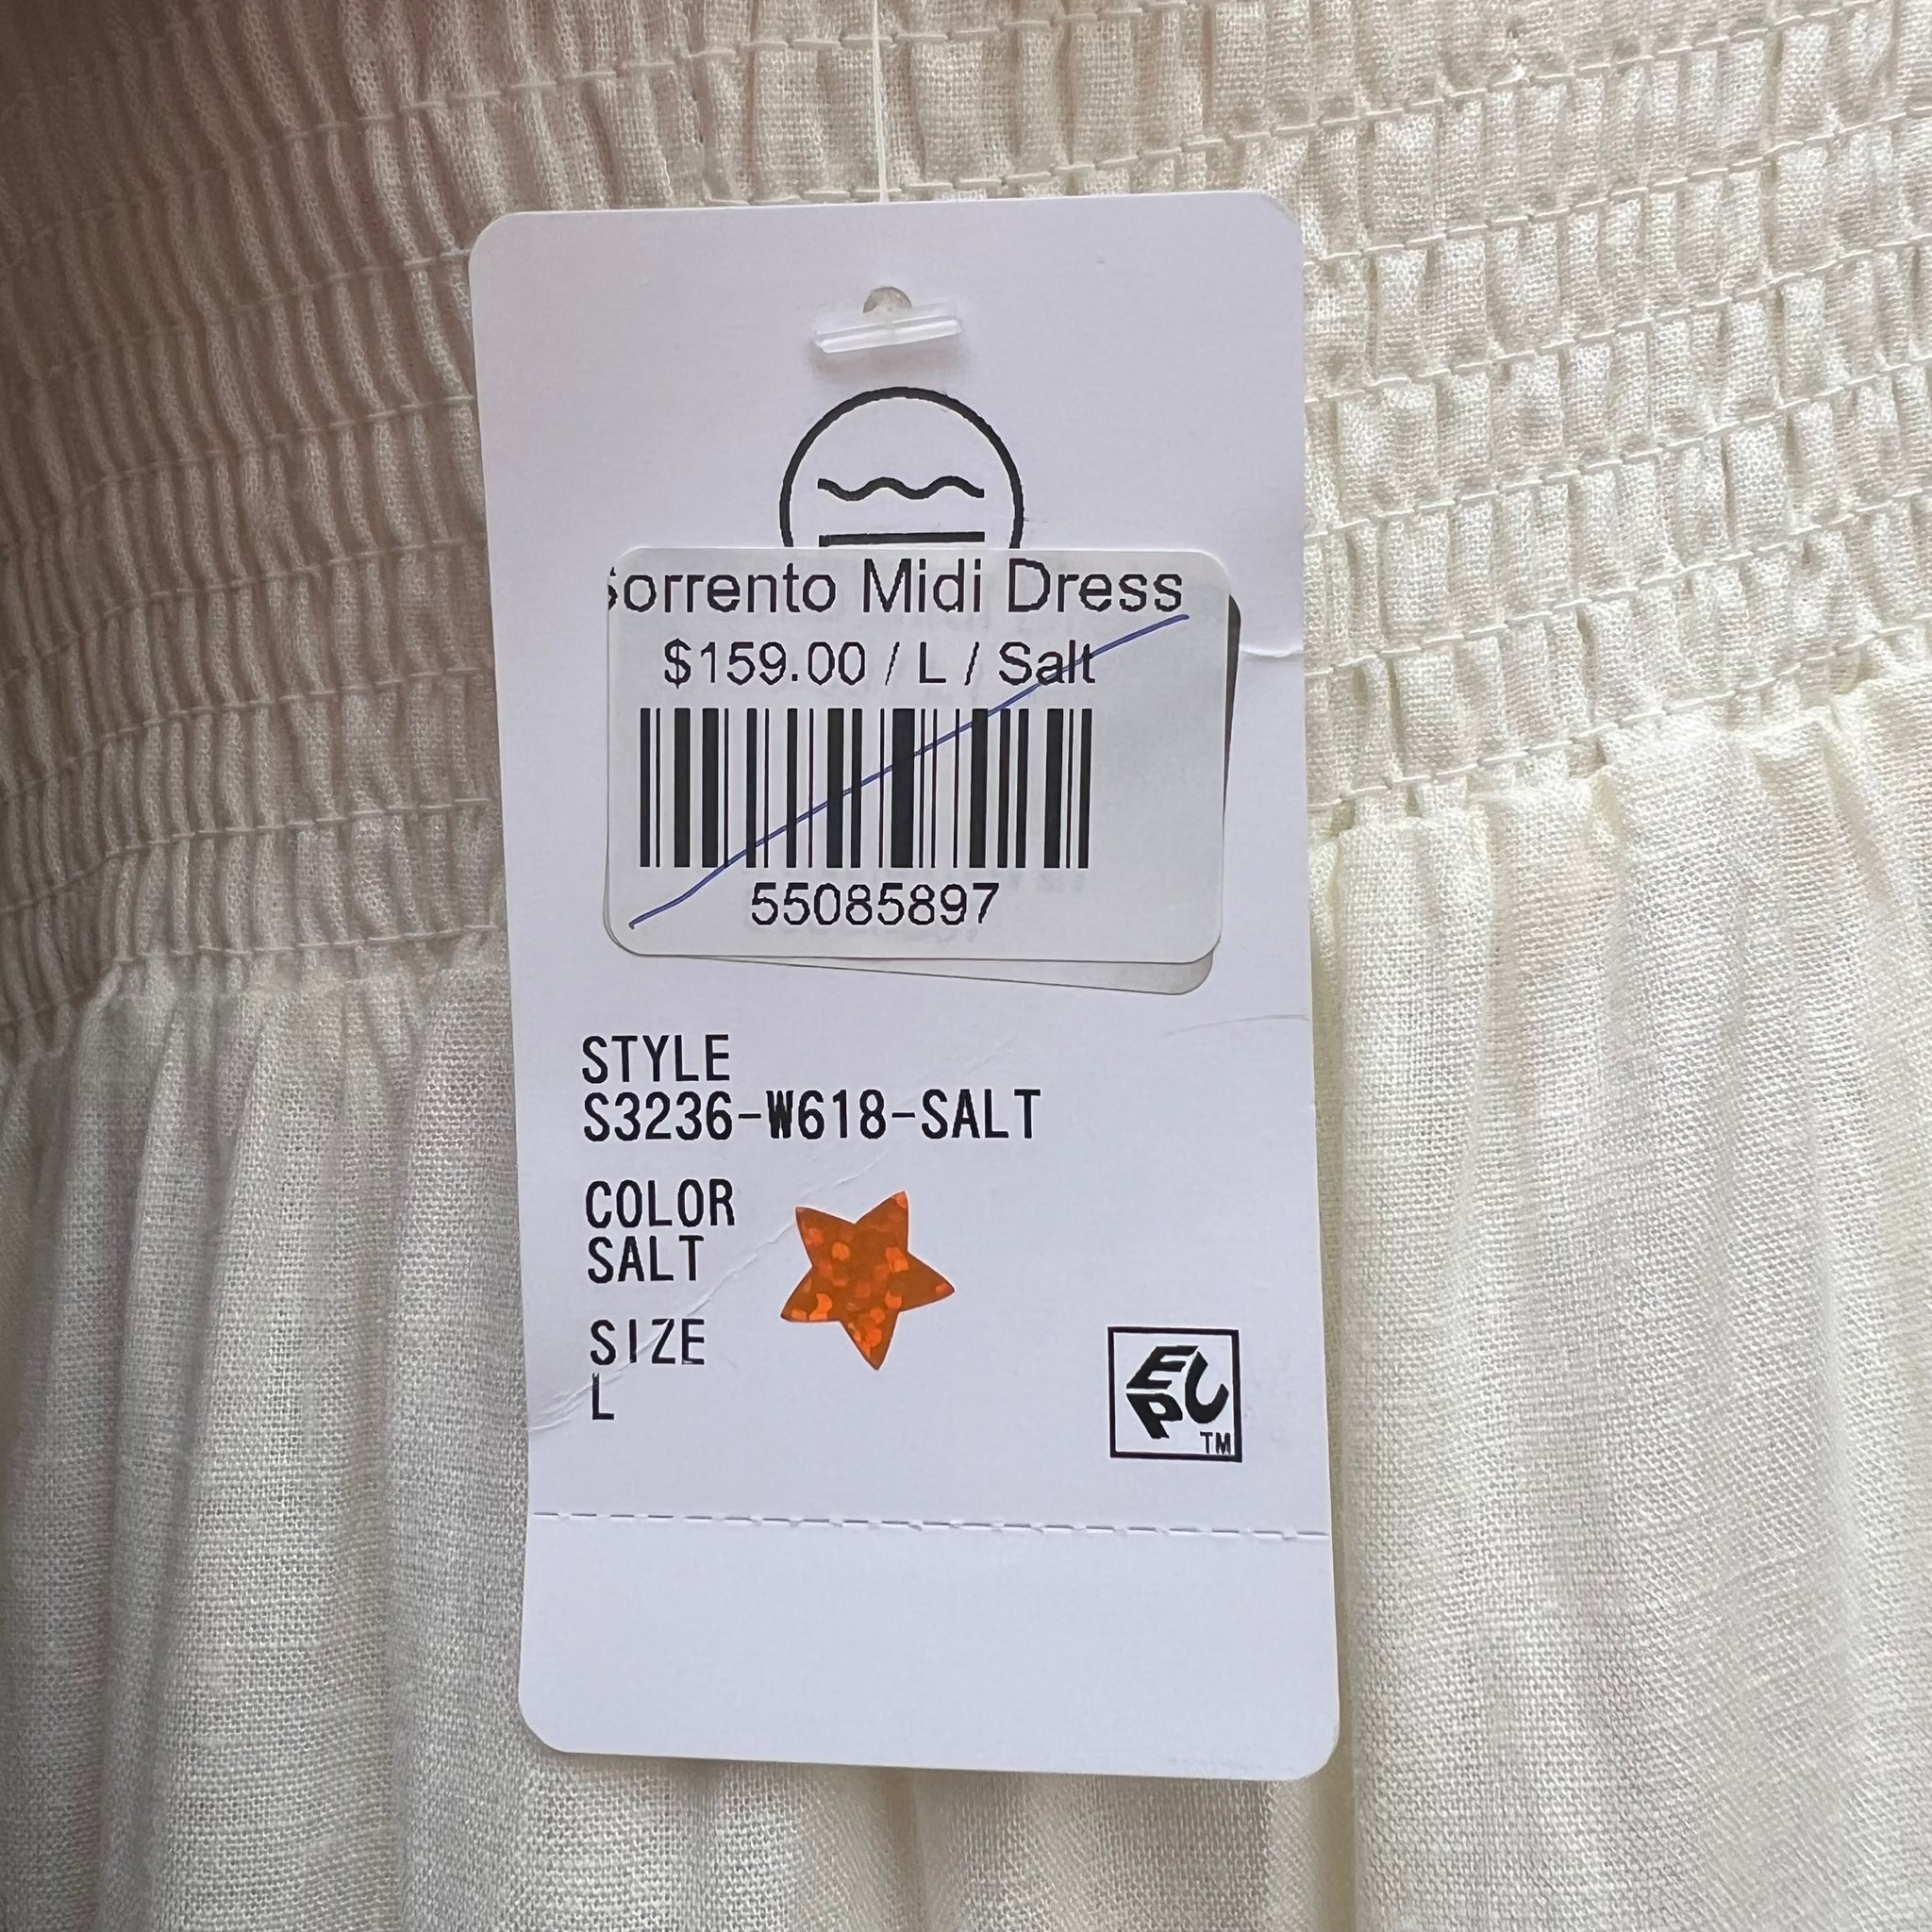 Sorrento Midi Dress
$159.00 / L / Salt
55085897
STYLE
S3236-W618-SALT
COLOR
SALT
SIZE
L
EPC
TM